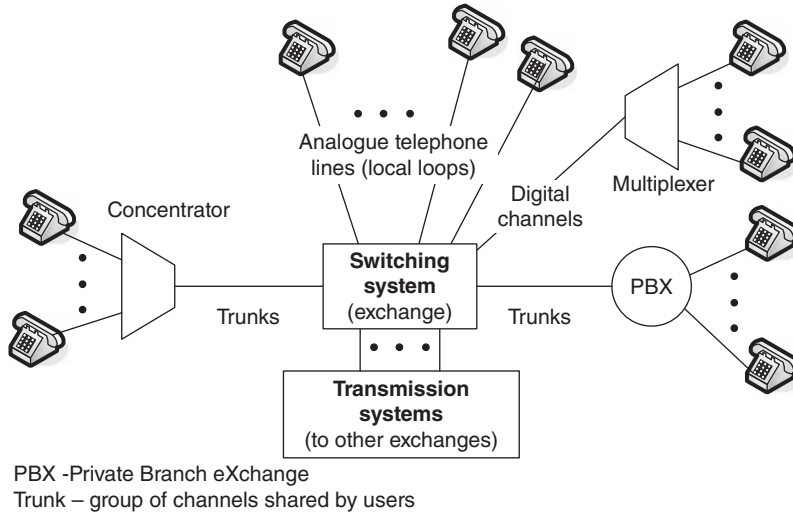 Analogue telephone
lines (local loops)
Digital
channels
Multiplexer
Concentrator
Switching
system
(exchange)
Trunks
Trunks
PBX
Transmission
systems
(to other exchanges)
PBX -Private Branch eXchange
Trunk – group of channels shared by users